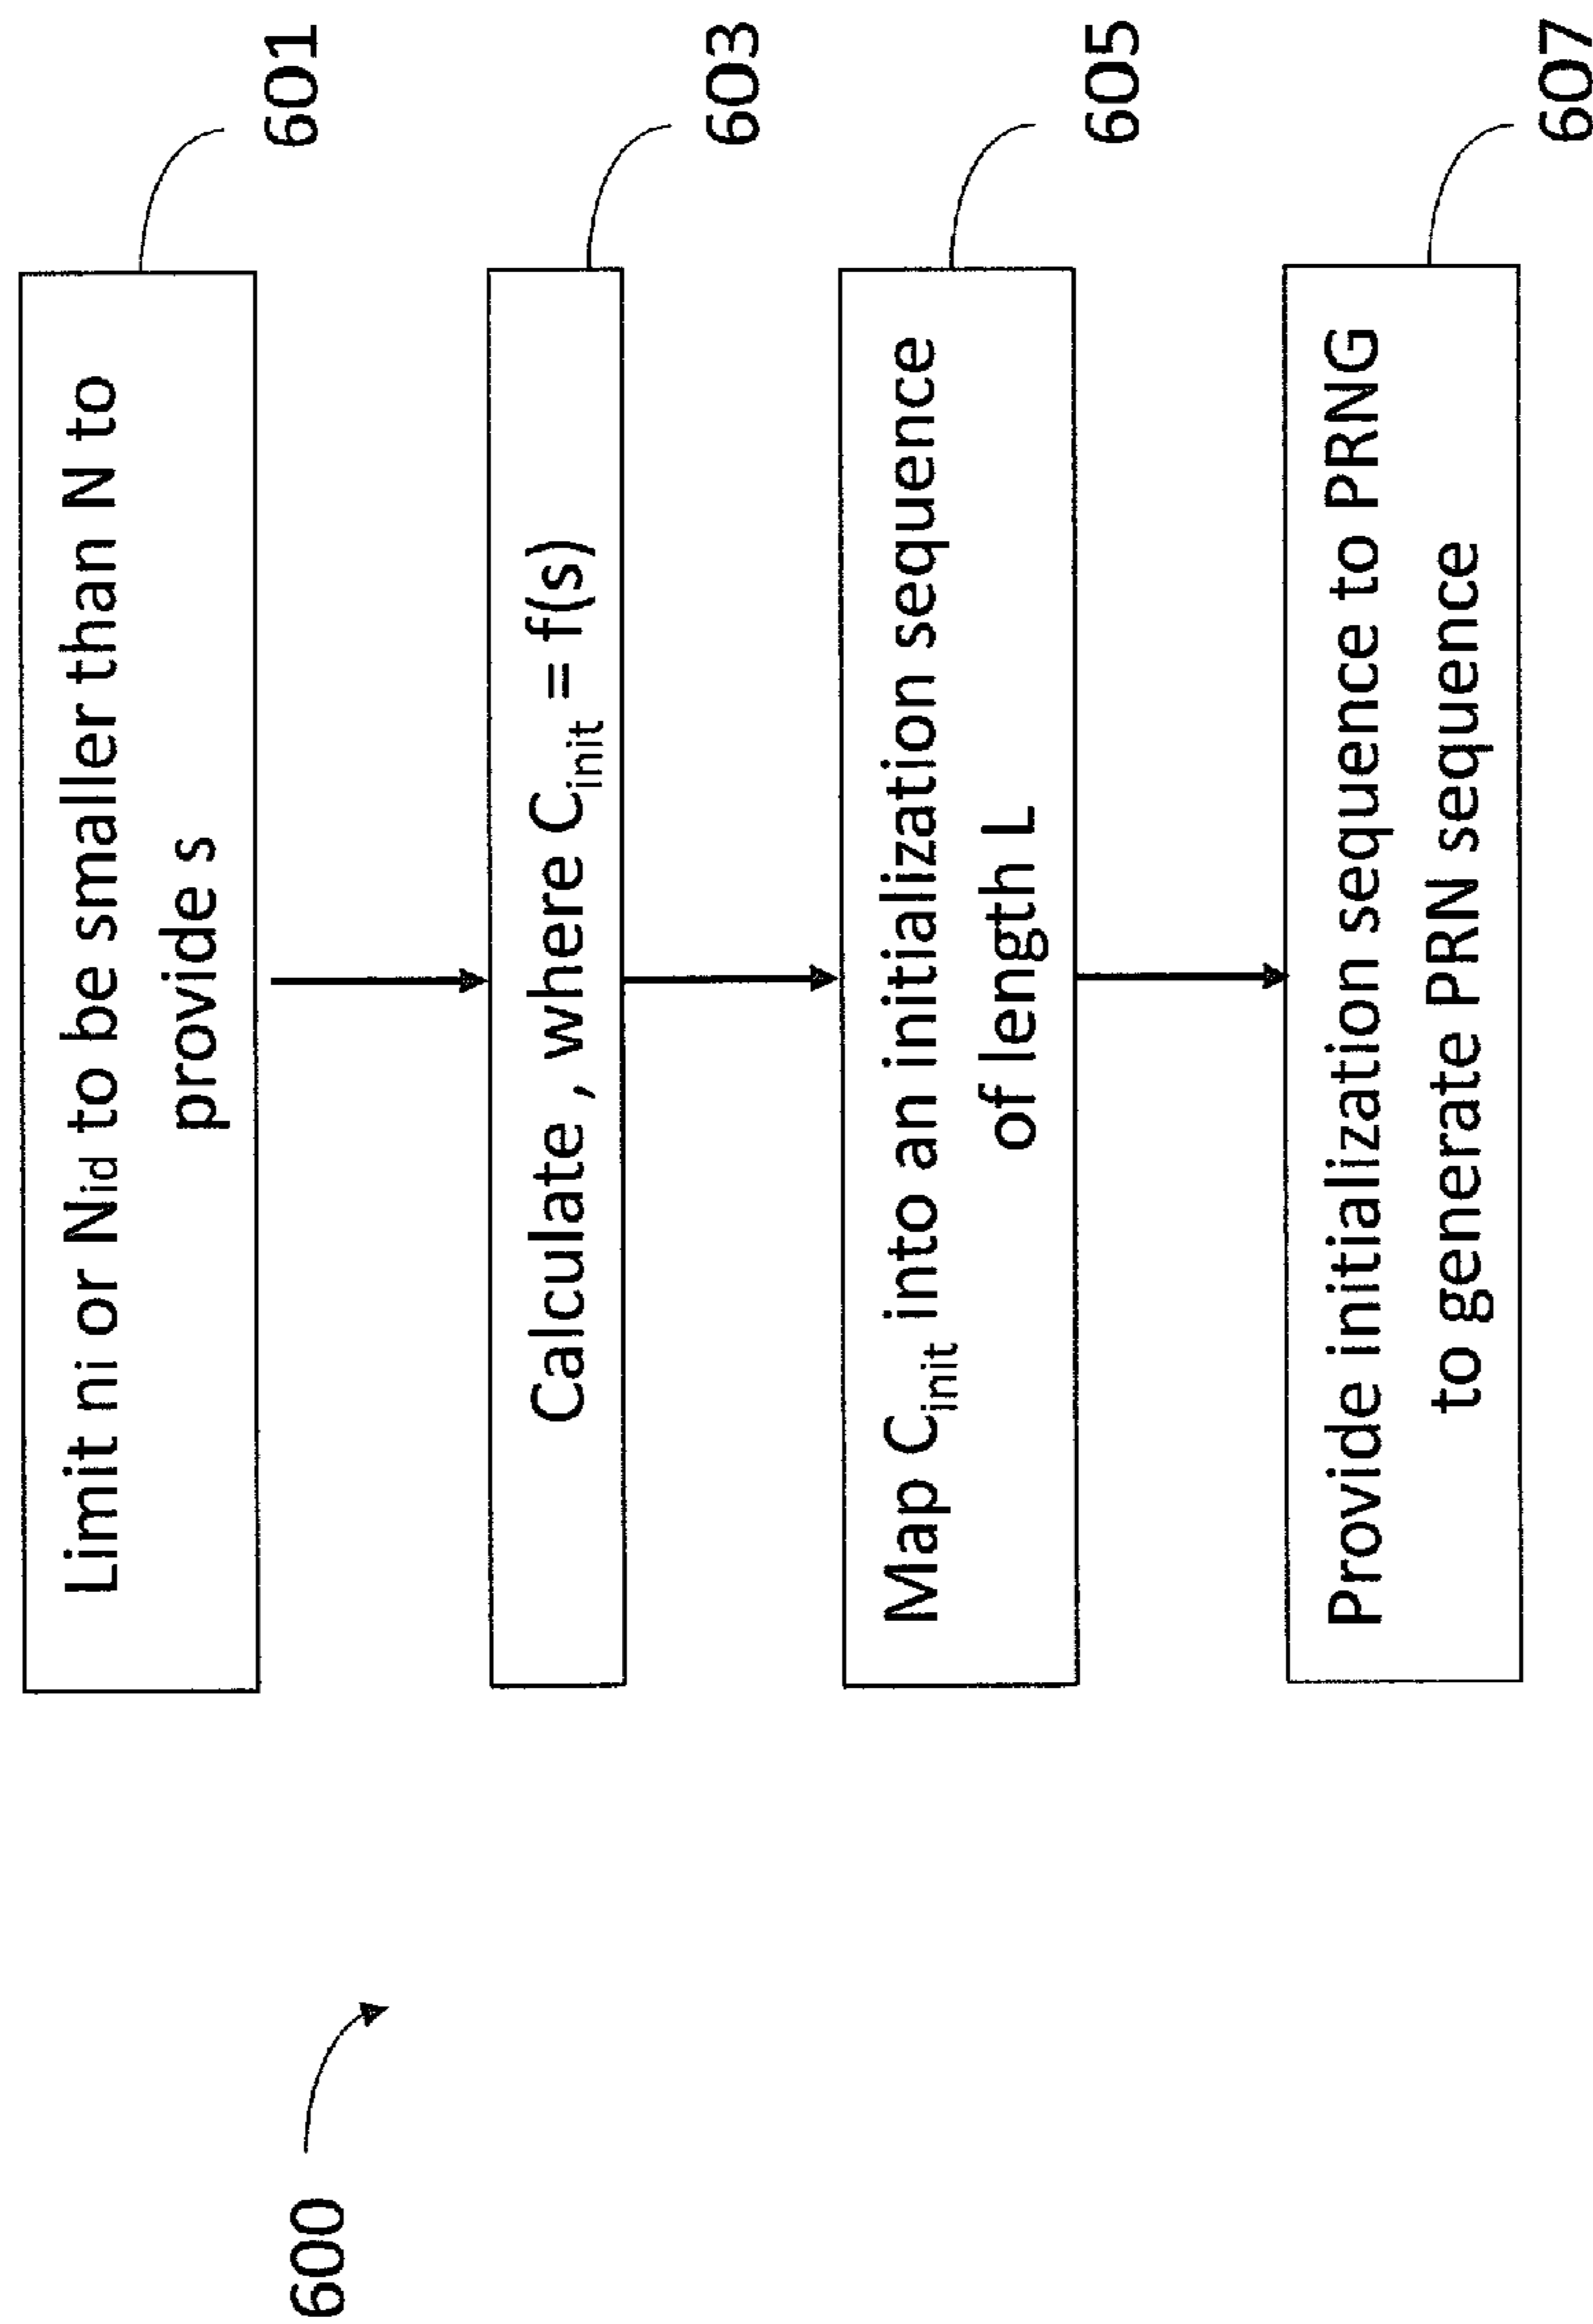 600
Limit ni or Nid to be smaller than N to
provide s
601
Calculate , where Cinit = f(s)
603
Map Cinit into an initialization sequence
of length L
605
Provide initialization sequence to PRNG
to generate PRN sequence
607